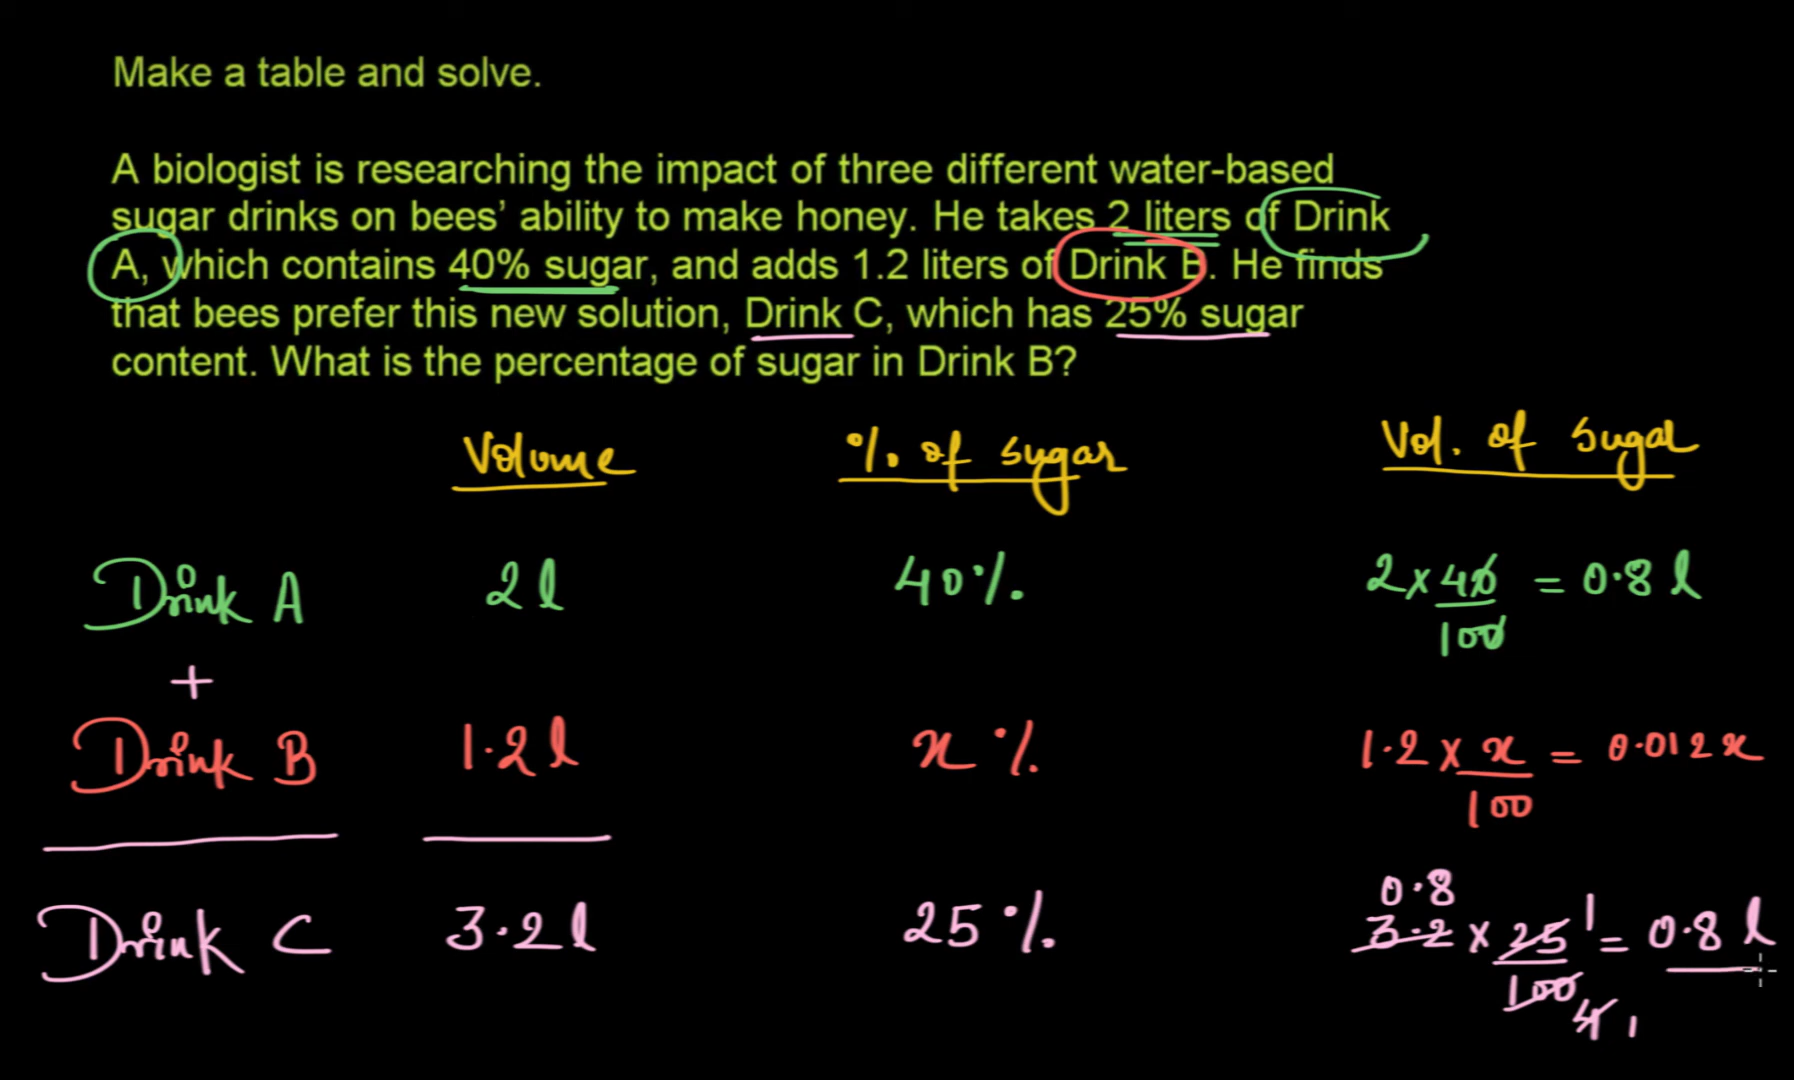 Make a table and solve.
A biologist is researching the impact of three different water-based
sugar drinks on bees’ ability to make honey. He takes 2 liters of Drink
A, which contains 40% sugar, and adds 1.2 liters of Drink B. He finds
that bees prefer this new solution, Drink C, which has 25% sugar
content. What is the percentage of sugar in Drink B?
Volume % of sugar Vol. of sugar
Drink A 2 l 40% 2 × 40/100 = 0.8 l
+
Drink B 1.2 l x % 1.2 × x/100 = 0.012x
0.8
Drink C 3.2 l 25% 3.2 × 25/100 1 = 0.8 l
4 1